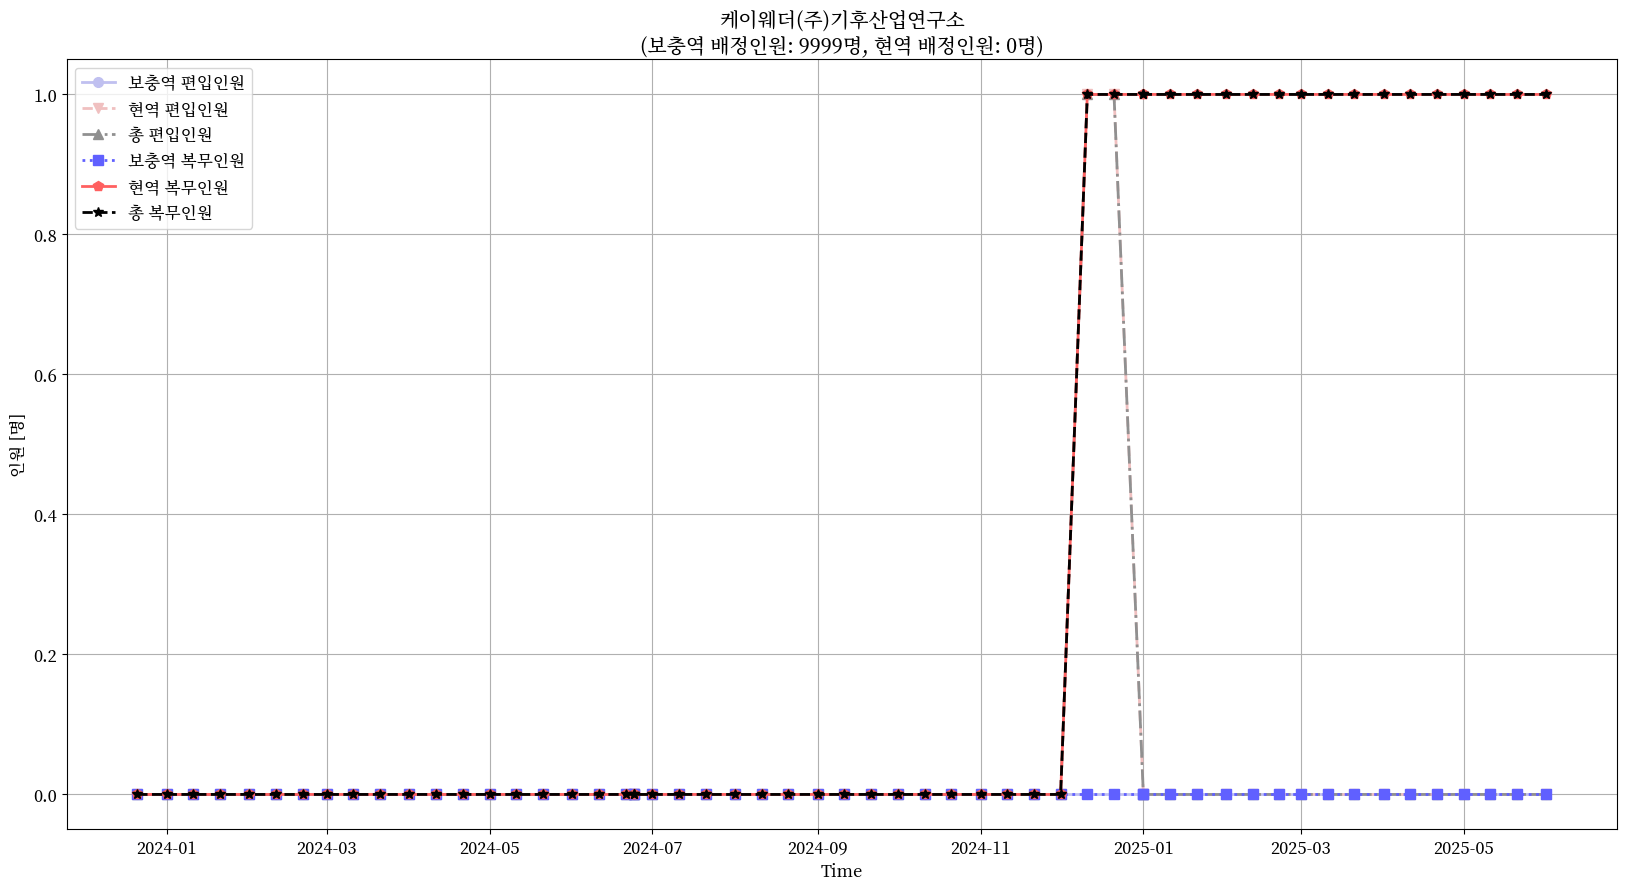 케이웨더(주)기후산업연구소
(보충역 배정인원: 9999명, 현역 배정인원: 0명)
보충역 편입인원
현역 편입인원
총 편입인원
보충역 복무인원
현역 복무인원
총 복무인원
1.0
0.8
0.6
0.4
0.2
0.0
인원 [명]
2024-01
2024-03
2024-05
2024-07
2024-09
2024-11
2025-01
2025-03
2025-05
Time